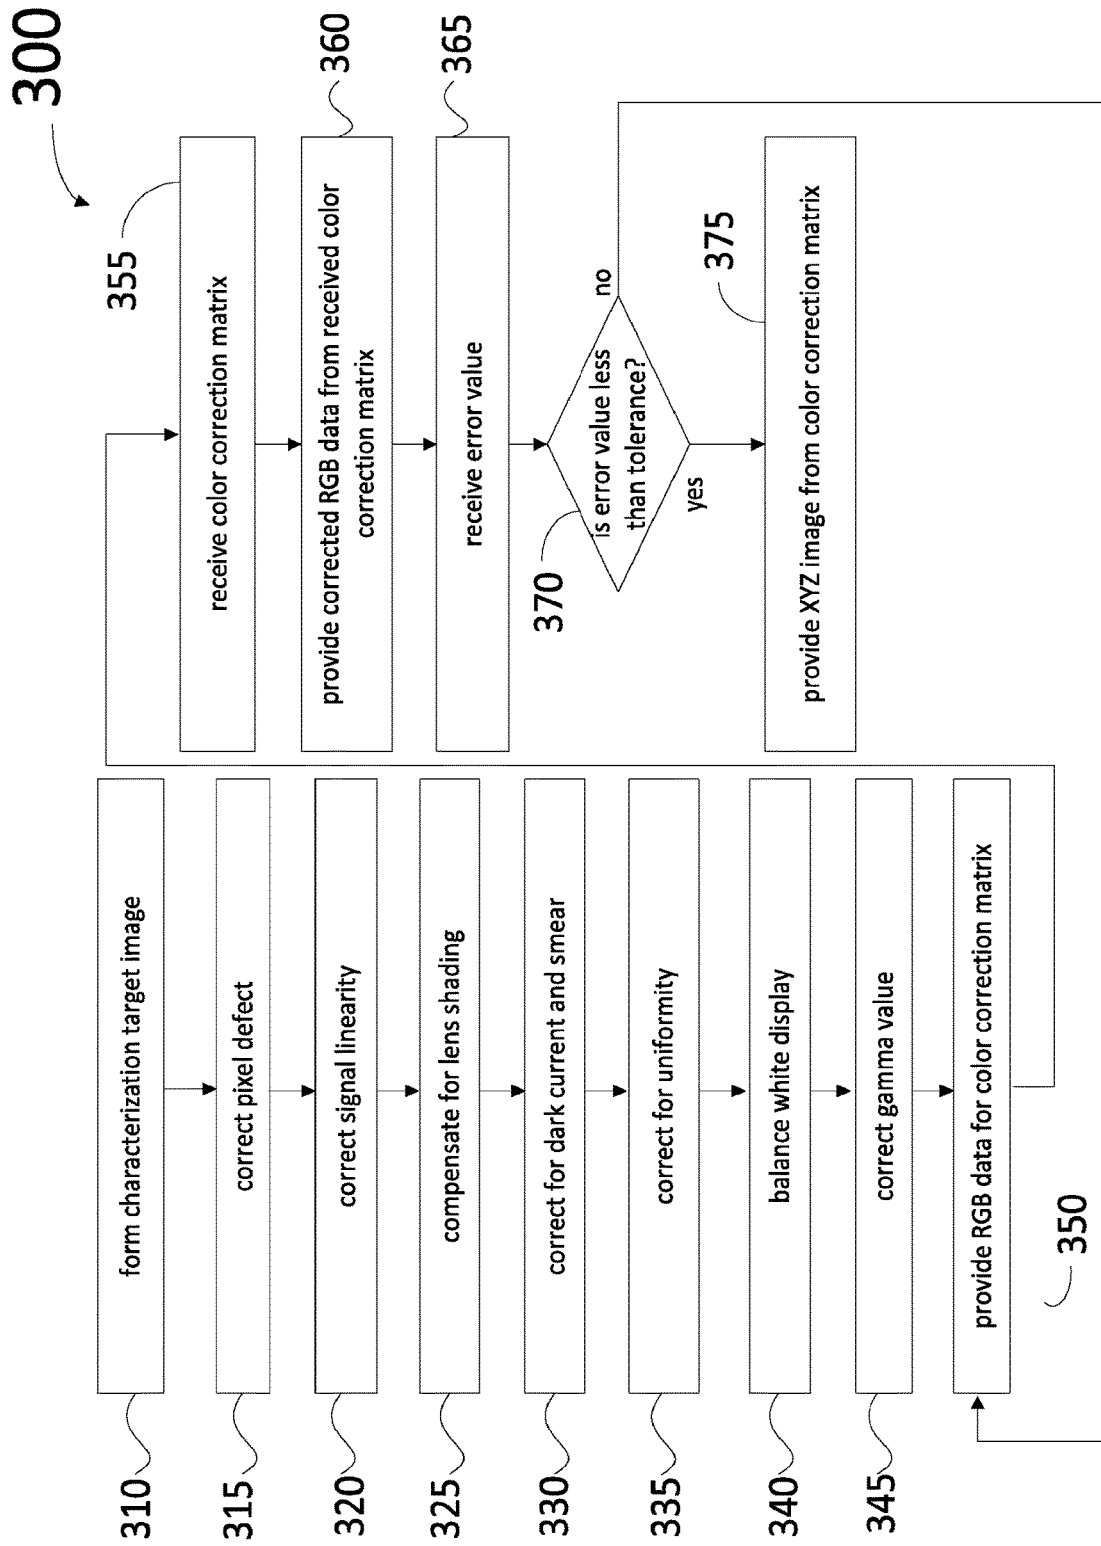 300
310
form characterization target image
315
correct pixel defect
320
correct signal linearity
325
compensate for lens shading
330
correct for dark current and smear
335
correct for uniformity
340
balance white display
345
correct gamma value
provide RGB data for color correction matrix
350
355
receive color correction matrix
360
provide corrected RGB data from received color
correction matrix
365
receive error value
370
is error value less
than tolerance?
no
yes
375
provide XYZ image from color correction matrix